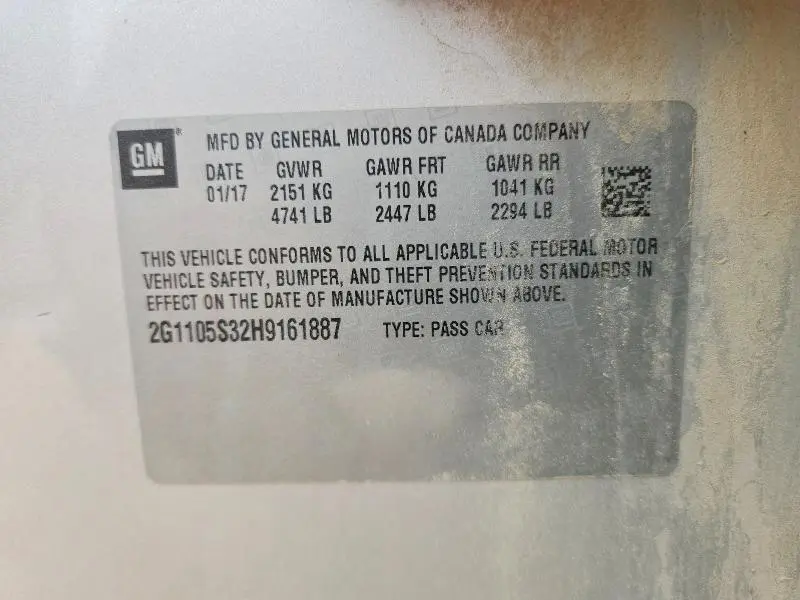 GM®
MFD BY GENERAL MOTORS OF CANADA COMPANY
DATE GVWR GAWR FRT GAWR RR
01/17 2151 KG 1110 KG 1041 KG
4741 LB 2447 LB 2294 LB
THIS VEHICLE CONFORMS TO ALL APPLICABLE U.S. FEDERAL MOTOR
VEHICLE SAFETY, BUMPER, AND THEFT PREVENTION STANDARDS IN
EFFECT ON THE DATE OF MANUFACTURE SHOWN ABOVE.
2G1105S32H9161887 TYPE: PASS CAR